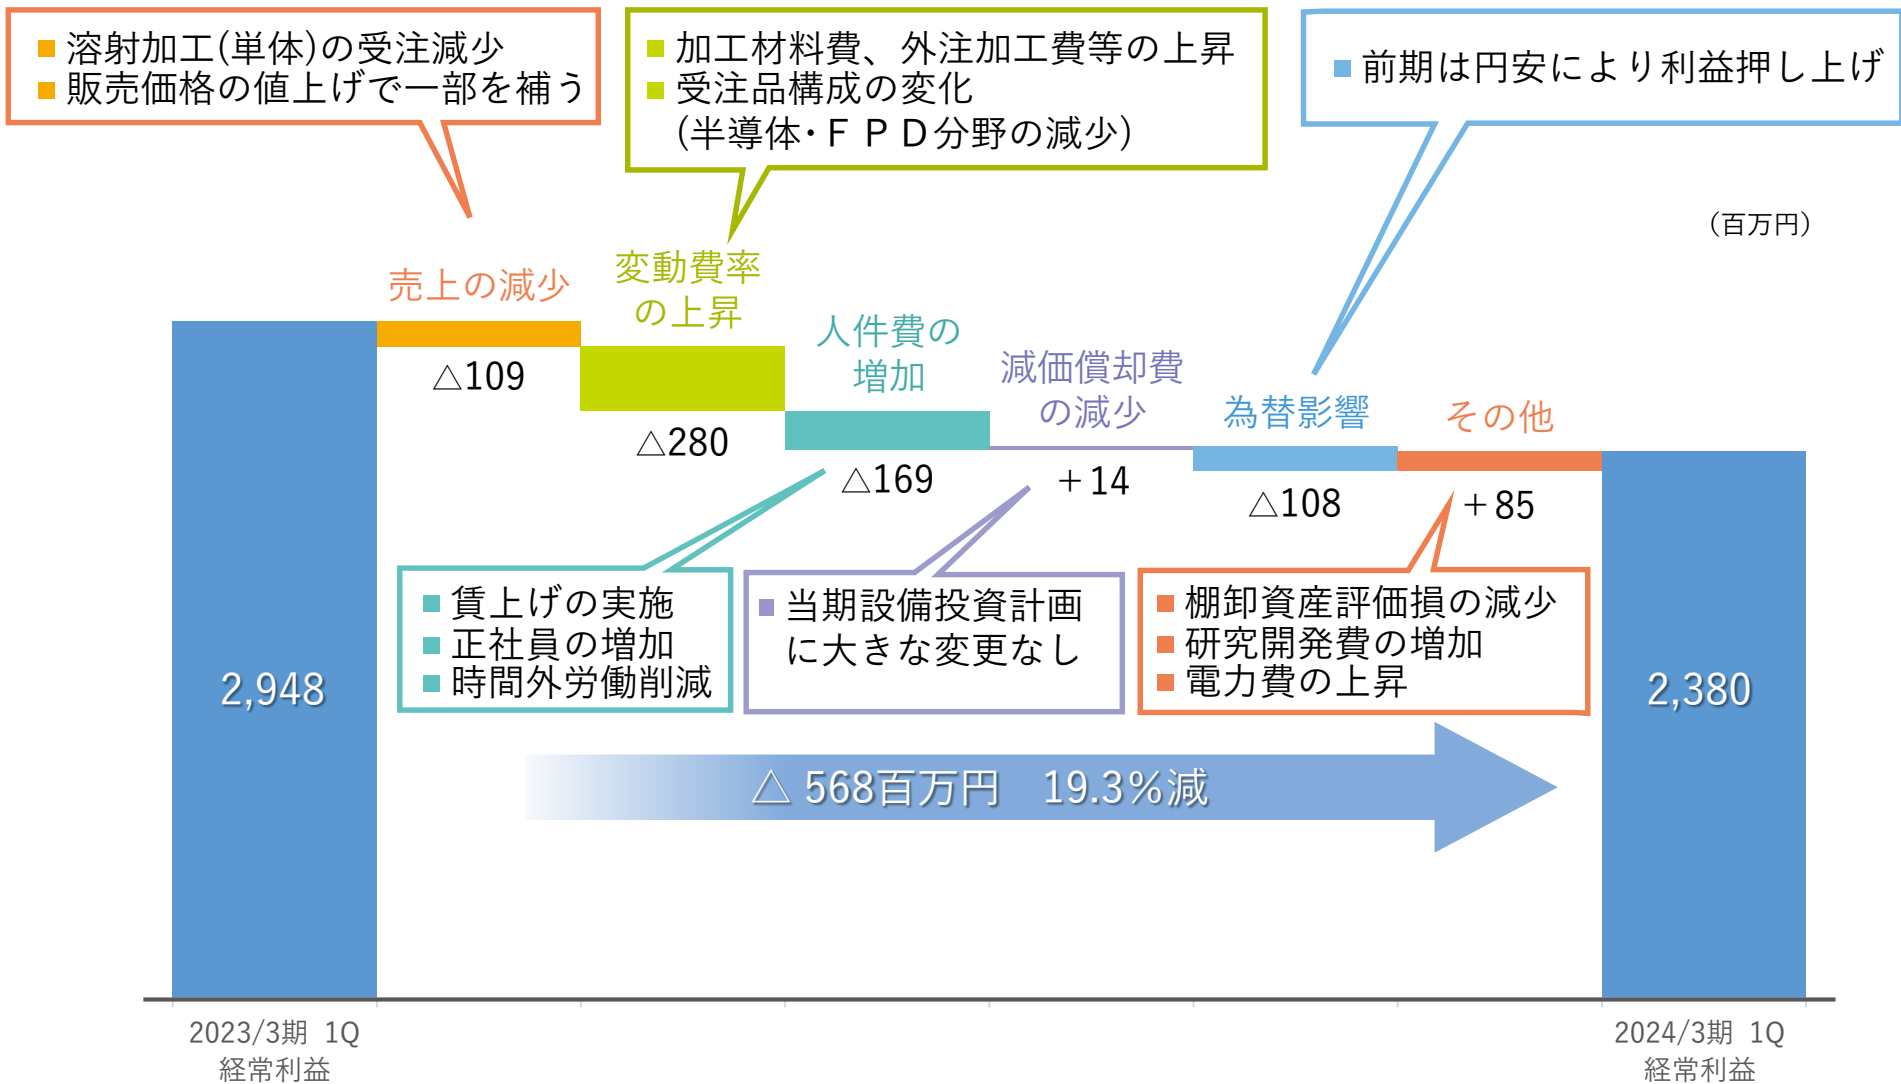 ■ 溶射加工(単体)の受注減少
■ 販売価格の値上げで一部を補う
■ 加工材料費、外注加工費等の上昇
■ 受注品構成の変化
(半導体･ＦＰＤ分野の減少)
■ 前期は円安により利益押し上げ
(百万円)
売上の減少
△109
変動費率
の上昇
△280
人件費の
増加
△169
減価償却費
の減少
＋14
為替影響
△108
その他
＋85
■ 賃上げの実施
■ 正社員の増加
■ 時間外労働削減
■ 当期設備投資計画
に大きな変更なし
■ 棚卸資産評価損の減少
■ 研究開発費の増加
■ 電力費の上昇
2,948
2,380
△ 568百万円　19.3％減
2023/3期 1Q
経常利益
2024/3期 1Q
経常利益